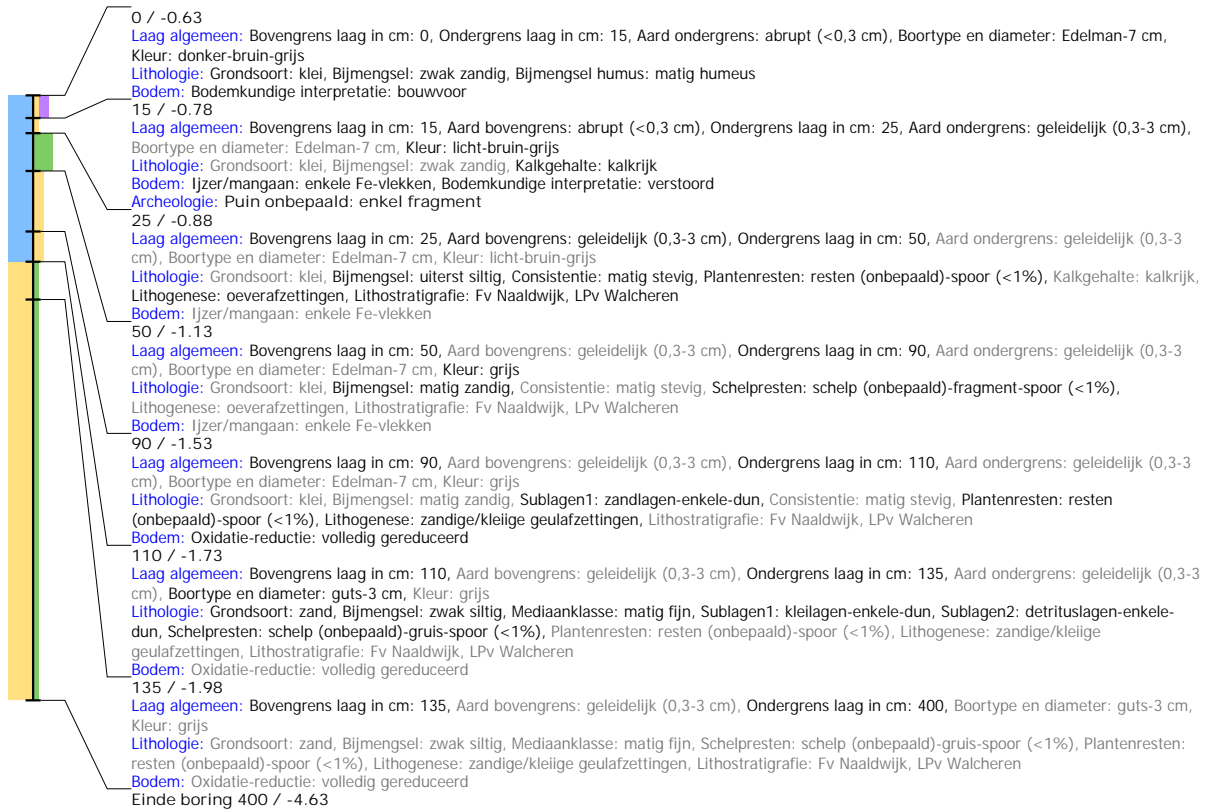 0 / -0.63
Laag algemeen: Bovengrens laag in cm: 0, Ondergrens laag in cm: 15, Aard ondergrens: abrupt (<0,3 cm), Boortype en diameter: Edelman-7 cm,
Kleur: donker-bruin-grijs
Lithologie: Grondsoort: klei, Bijmengsel: zwak zandig, Bijmengsel humus: matig humeus
Bodem: Bodemkundige interpretatie: bouwvoor
15 / -0.78
Laag algemeen: Bovengrens laag in cm: 15, Aard bovengrens: abrupt (<0,3 cm), Ondergrens laag in cm: 25, Aard ondergrens: geleidelijk (0,3-3 cm),
Boortype en diameter: Edelman-7 cm, Kleur: licht-bruin-grijs
Lithologie: Grondsoort: klei, Bijmengsel: zwak zandig, Kalkgehalte: kalkrijk
Bodem: Ijzer/mangaan: enkele Fe-vlekken, Bodemkundige interpretatie: verstoord
Archeologie: Puin onbepaald: enkel fragment
25 / -0.88
Laag algemeen: Bovengrens laag in cm: 25, Aard bovengrens: geleidelijk (0,3-3 cm), Ondergrens laag in cm: 50, Aard ondergrens: geleidelijk (0,3-3
cm), Boortype en diameter: Edelman-7 cm, Kleur: licht-bruin-grijs
Lithologie: Grondsoort: klei, Bijmengsel: uiterst siltig, Consistentie: matig stevig, Plantenresten: resten (onbepaald)-spoor (<1%), Kalkgehalte: kalkrijk,
Lithogenese: oeverafzettingen, Lithostratigrafie: Fv Naaldwijk, LPv Walcheren
Bodem: Ijzer/mangaan: enkele Fe-vlekken
50 / -1.13
Laag algemeen: Bovengrens laag in cm: 50, Aard bovengrens: geleidelijk (0,3-3 cm), Ondergrens laag in cm: 90, Aard ondergrens: geleidelijk (0,3-3
cm), Boortype en diameter: Edelman-7 cm, Kleur: grijs
Lithologie: Grondsoort: klei, Bijmengsel: matig zandig, Consistentie: matig stevig, Schelpresten: schelp (onbepaald)-fragment-spoor (<1%),
Lithogenese: oeverafzettingen, Lithostratigrafie: Fv Naaldwijk, LPv Walcheren
Bodem: Ijzer/mangaan: enkele Fe-vlekken
90 / -1.53
Laag algemeen: Bovengrens laag in cm: 90, Aard bovengrens: geleidelijk (0,3-3 cm), Ondergrens laag in cm: 110, Aard ondergrens: geleidelijk (0,3-3
cm), Boortype en diameter: Edelman-7 cm, Kleur: grijs
Lithologie: Grondsoort: klei, Bijmengsel: matig zandig, Sublagen1: zandlagen-enkele-dun, Consistentie: matig stevig, Plantenresten: resten
(onbepaald)-spoor (<1%), Lithogenese: zandige/kleiige geulafzettingen, Lithostratigrafie: Fv Naaldwijk, LPv Walcheren
Bodem: Oxidatie-reductie: volledig gereduceerd
110 / -1.73
Laag algemeen: Bovengrens laag in cm: 110, Aard bovengrens: geleidelijk (0,3-3 cm), Ondergrens laag in cm: 135, Aard ondergrens: geleidelijk (0,3-3
cm), Boortype en diameter: guts-3 cm, Kleur: grijs
Lithologie: Grondsoort: zand, Bijmengsel: zwak siltig, Mediaanklasse: matig fijn, Sublagen1: kleilagen-enkele-dun, Sublagen2: detrituslagen-enkele-
dun, Schelpresten: schelp (onbepaald)-gruis-spoor (<1%), Plantenresten: resten (onbepaald)-spoor (<1%), Lithogenese: zandige/kleiige
geulafzettingen, Lithostratigrafie: Fv Naaldwijk, LPv Walcheren
Bodem: Oxidatie-reductie: volledig gereduceerd
135 / -1.98
Laag algemeen: Bovengrens laag in cm: 135, Aard bovengrens: geleidelijk (0,3-3 cm), Ondergrens laag in cm: 400, Boortype en diameter: guts-3 cm,
Kleur: grijs
Lithologie: Grondsoort: zand, Bijmengsel: zwak siltig, Mediaanklasse: matig fijn, Schelpresten: schelp (onbepaald)-gruis-spoor (<1%), Plantenresten:
resten (onbepaald)-spoor (<1%), Lithogenese: zandige/kleiige geulafzettingen, Lithostratigrafie: Fv Naaldwijk, LPv Walcheren
Bodem: Oxidatie-reductie: volledig gereduceerd
Einde boring 400 / -4.63